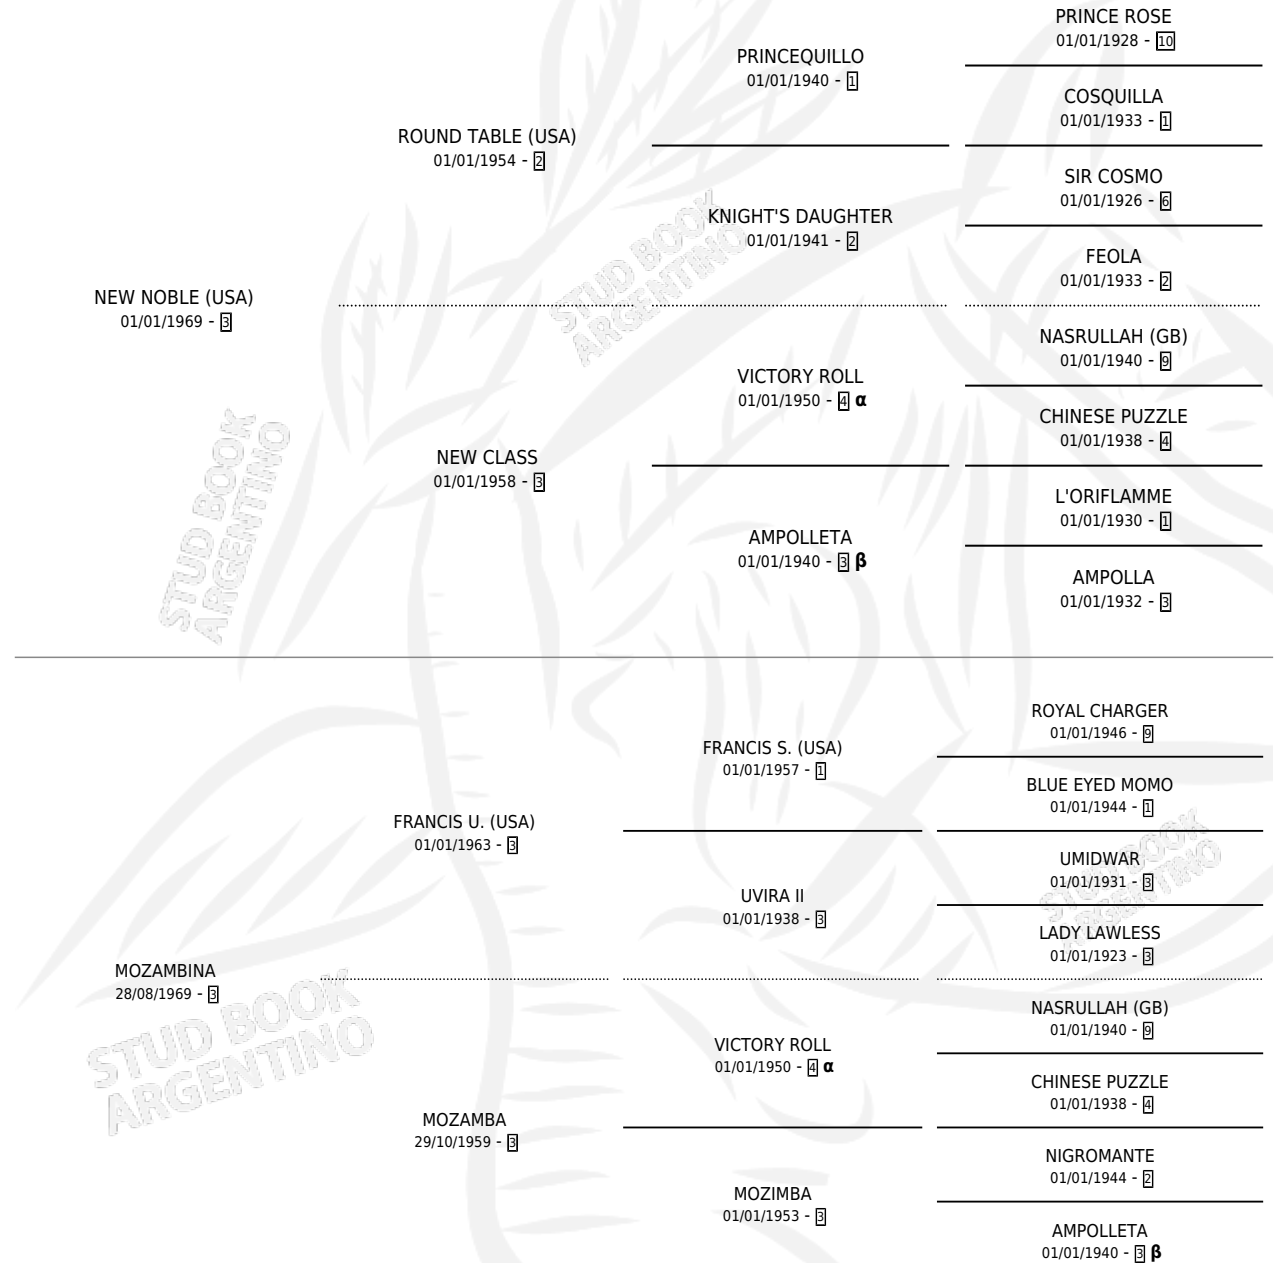 PRINCE ROSE
01/01/1928 - 10
PRINCEQUILLO
01/01/1940 - 1
COSQUILLA
01/01/1933 - 1
ROUND TABLE (USA)
01/01/1954 - 2
SIR COSMO
01/01/1926 - 6
KNIGHT'S DAUGHTER
01/01/1941 - 2
FEOLA
01/01/1933 - 2
NEW NOBLE (USA)
01/01/1969 - 3
NASRULLAH (GB)
01/01/1940 - 9
VICTORY ROLL
01/01/1950 - 4 α
CHINESE PUZZLE
01/01/1938 - 4
NEW CLASS
01/01/1958 - 3
L'ORIFLAMME
01/01/1930 - 1
AMPOLLETA
01/01/1940 - 3 β
AMPOLLA
01/01/1932 - 3
STUD BOOK
ARGENTINO
STUD BOOK
ARGENTINO
ROYAL CHARGER
01/01/1946 - 9
FRANCIS S. (USA)
01/01/1957 - 1
BLUE EYED MOMO
01/01/1944 - 1
FRANCIS U. (USA)
01/01/1963 - 3
UMIDWAR
01/01/1931 - 3
UVIRA II
01/01/1938 - 3
LADY LAWLESS
01/01/1923 - 3
STUD BOOK
ARGENTINO
MOZAMBINA
28/08/1969 - 3
NASRULLAH (GB)
01/01/1940 - 9
VICTORY ROLL
01/01/1950 - 4 α
CHINESE PUZZLE
01/01/1938 - 4
MOZAMBA
29/10/1959 - 3
NIGROMANTE
01/01/1944 - 2
MOZIMBA
01/01/1953 - 3
AMPOLLETA
01/01/1940 - 3 β
STUD BOOK
ARGENTINO